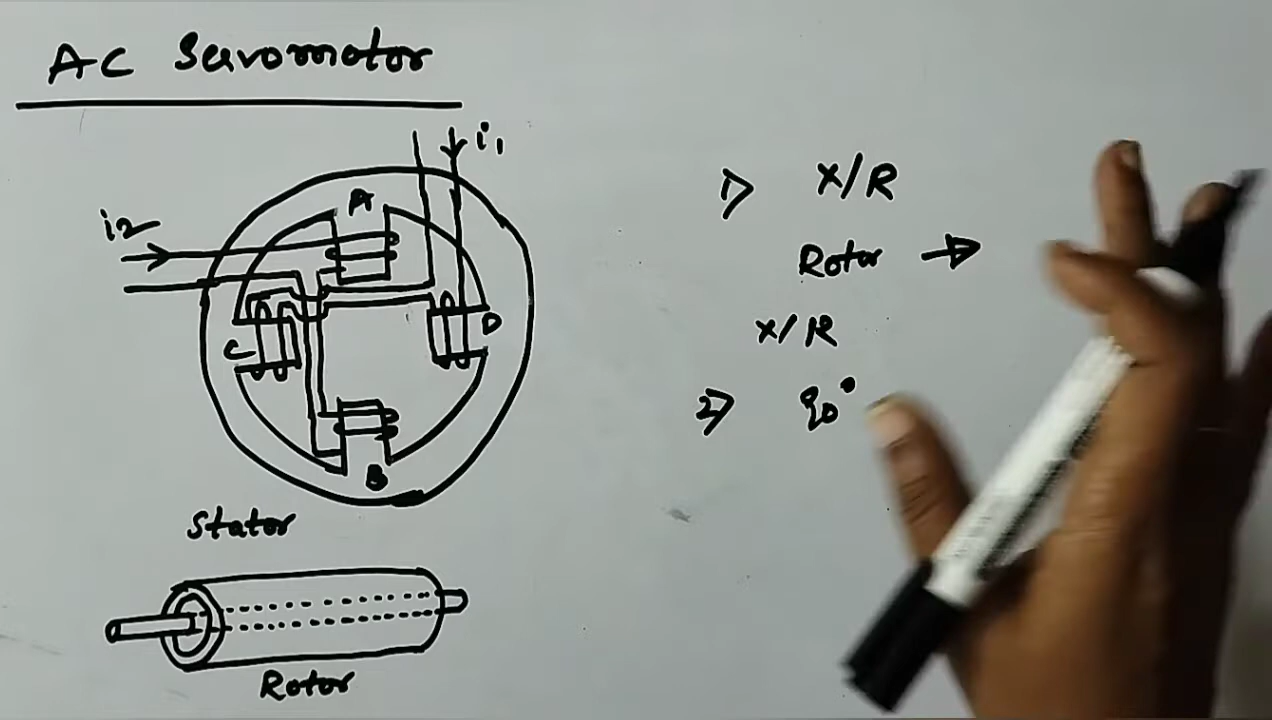 AC Servomotor
i1
i2
A
C
D
B
Stator
Rotor
1> X/R
Rotor →
X/R
2> 90°